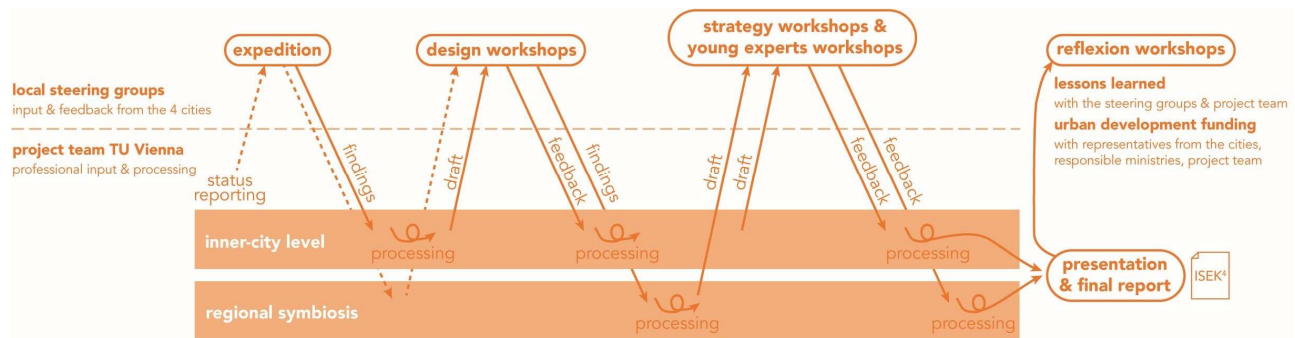 expedition
design workshops
strategy workshops &
young experts workshops
reflexion workshops
local steering groups
input & feedback from the 4 cities
lessons learned
with the steering groups & project team
urban development funding
with representatives from the cities,
responsible ministries, project team
project team TU Vienna
professional input & processing
status
reporting
findings
draft
feedback
findings
draft
draft
feedback
feedback
inner-city level
processing
processing
processing
presentation
& final report
ISEK⁴
regional symbiosis
processing
processing